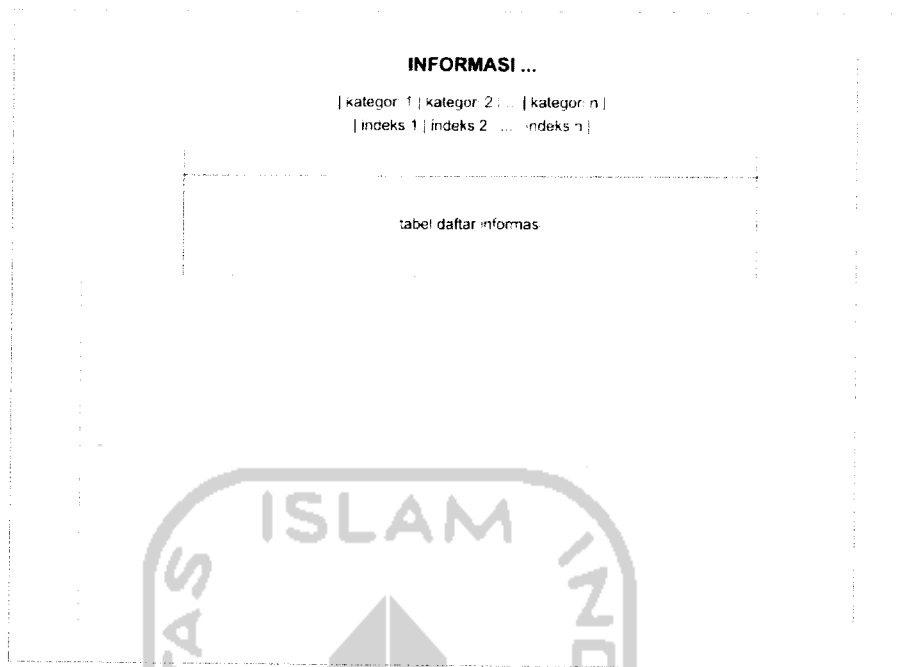 INFORMASI ...
| kategori 1 | kategori 2 | ... | kategori n |
| indeks 1 | indeks 2 | ... indeks n |
tabel daftar informasi
ISLAM